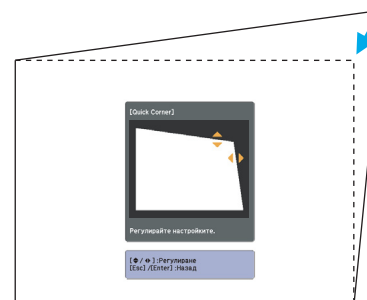 [Quick Corner]
Регулирайте настройките.
[ / ] :Регулиране
[Esc] /[Enter] :Назад